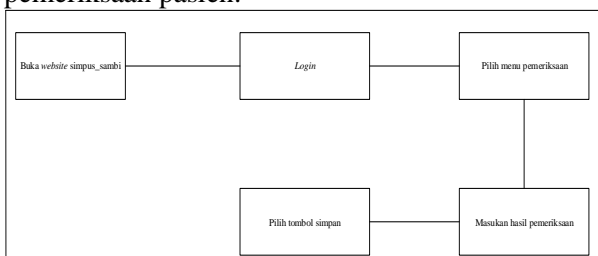 pemeriksaan pasien.
Buka website simpus_sambi
Login
Pilih menu pemeriksaan
Masukan hasil pemeriksaan
Pilih tombol simpan